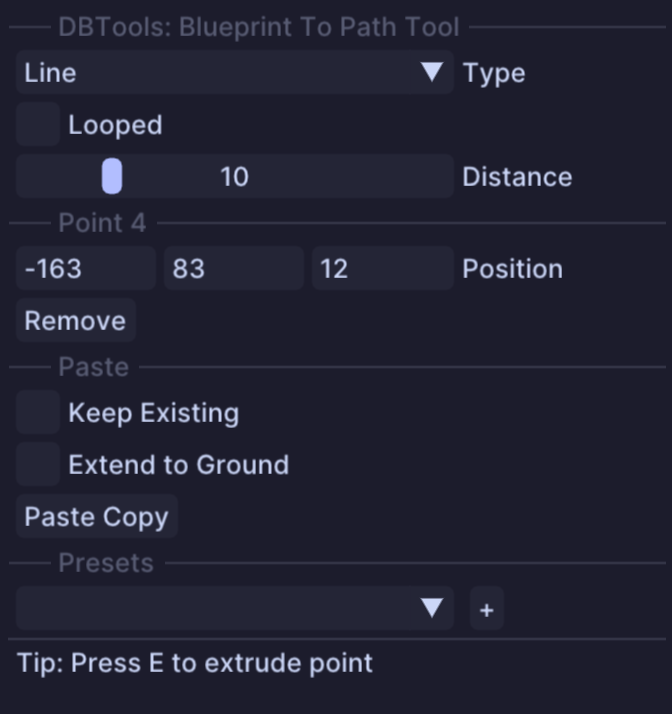 DBTools: Blueprint To Path Tool
Line Type
Looped
10 Distance
Point 4
-163 83 12 Position
Remove
Paste
Keep Existing
Extend to Ground
Paste Copy
Presets
+
Tip: Press E to extrude point